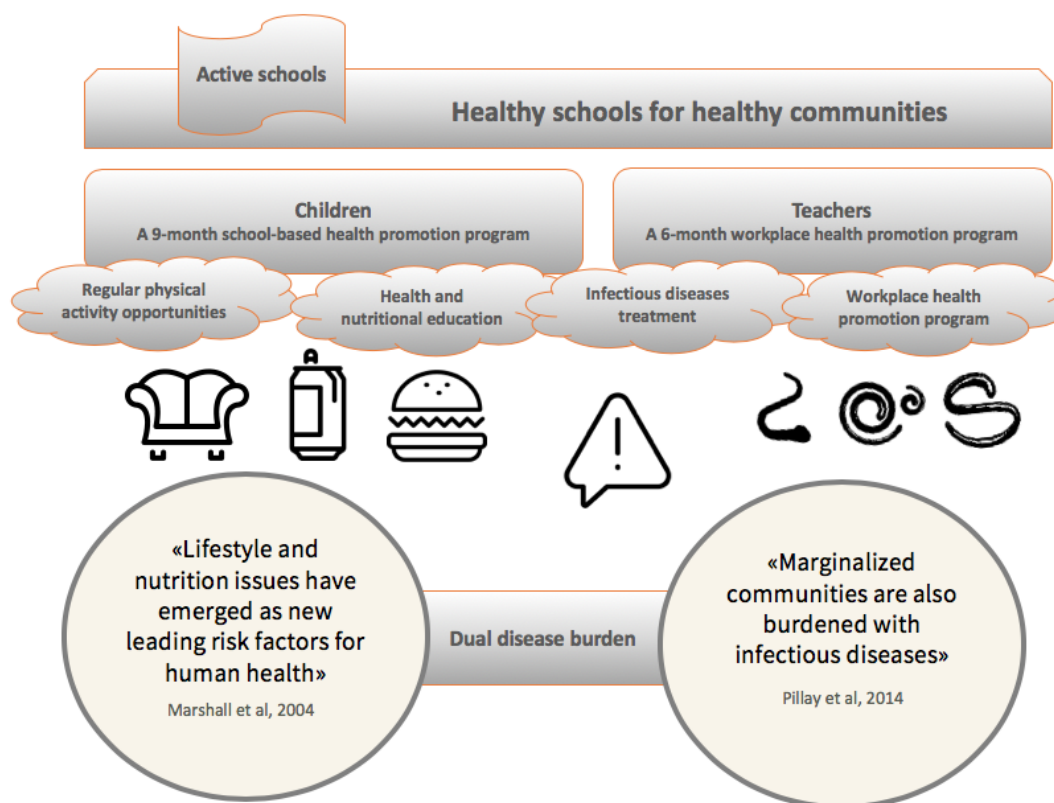 Active schools
Healthy schools for healthy communities
Children
A 9-month school-based health promotion program
Teachers
A 6-month workplace health promotion program
Regular physical
activity opportunities
Health and
nutritional education
Infectious diseases
treatment
Workplace health
promotion program
«Lifestyle and
nutrition issues have
emerged as new
leading risk factors for
human health»
Marshall et al, 2004
Dual disease burden
«Marginalized
communities are also
burdened with
infectious diseases»
Pillay et al, 2014